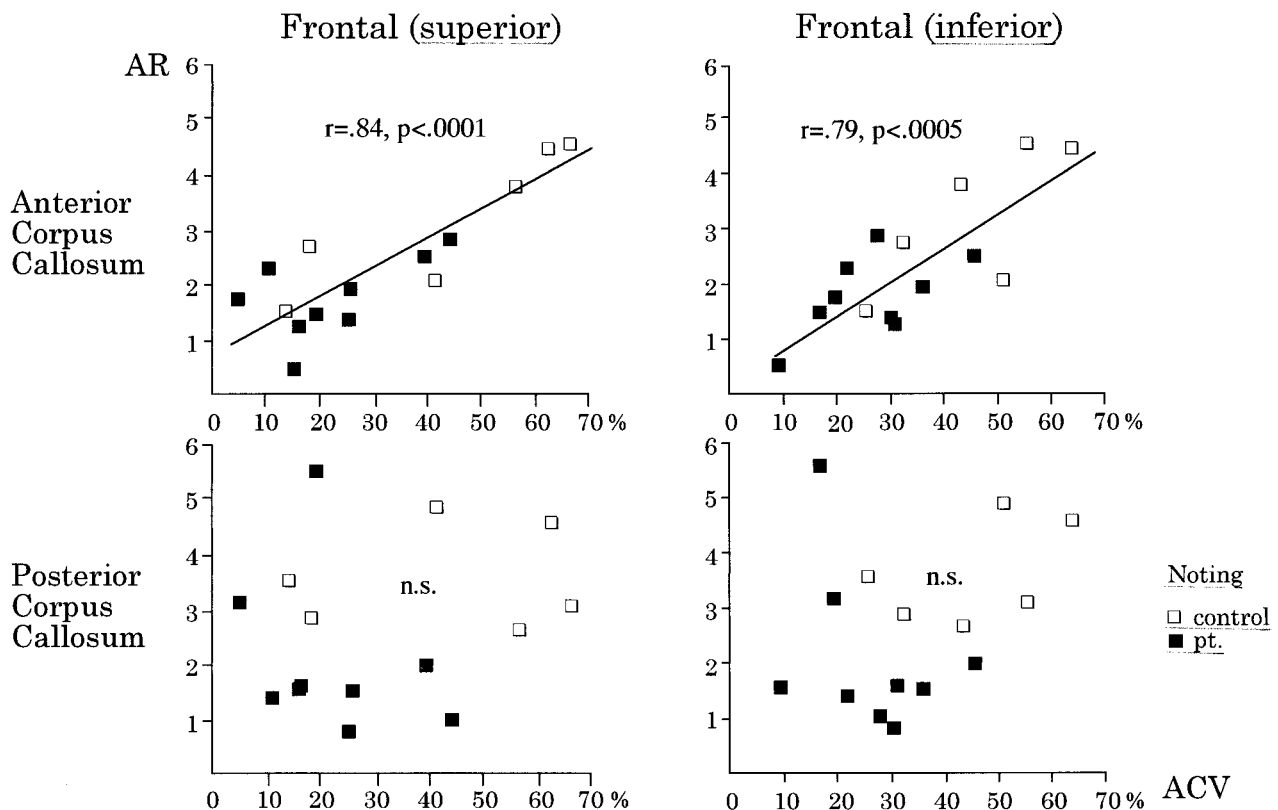 Frontal (superior)
Frontal (inferior)
AR
6
5
4
3
2
1
r=.84, p<.0001
Anterior
Corpus
Callosum
0 10 20 30 40 50 60 70 %
6
5
4
3
2
1
r=.79, p<.0005
0 10 20 30 40 50 60 70 %
Posterior
Corpus
Callosum
6
5
4
3
2
1
n.s.
0 10 20 30 40 50 60 70 %
6
5
4
3
2
1
n.s.
0 10 20 30 40 50 60 70 %
Noting
control
pt.
ACV